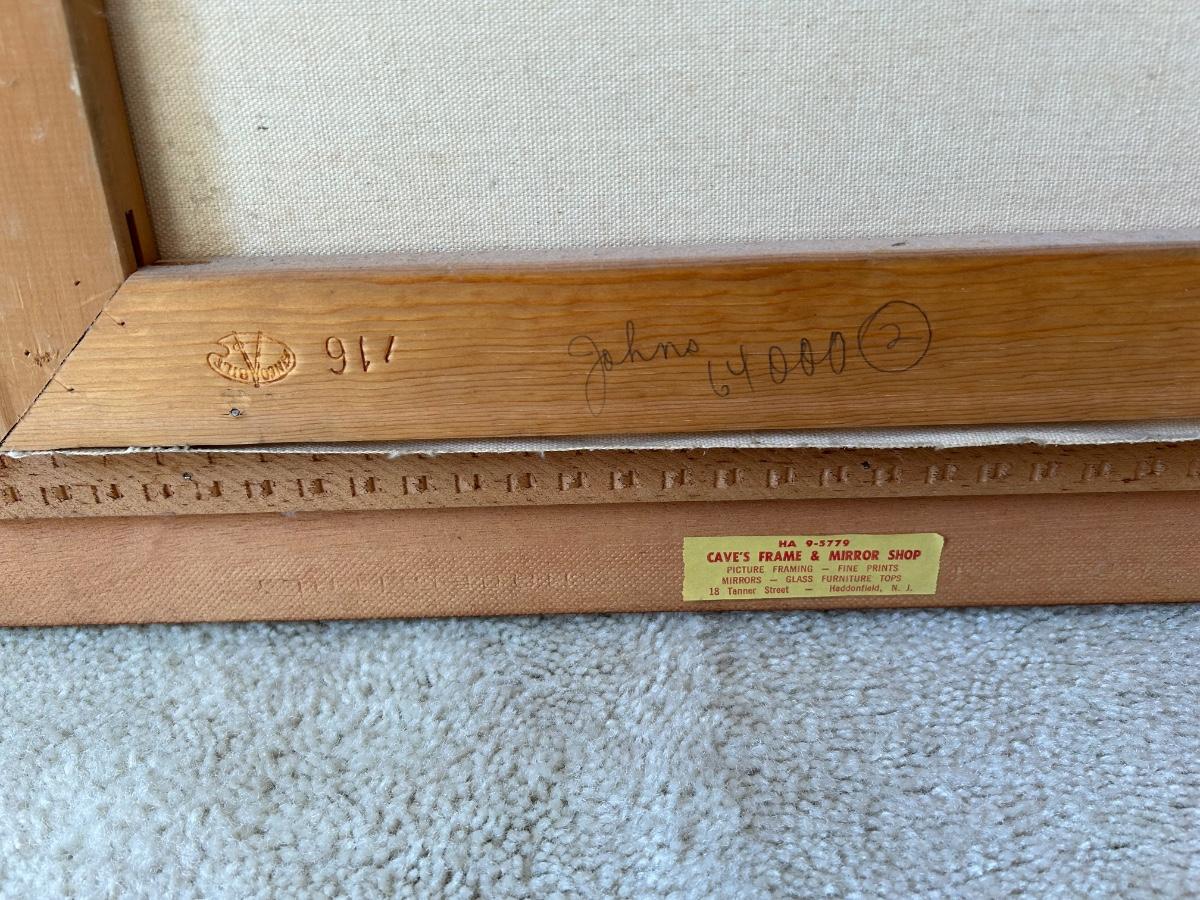 116
Johns
64000 2
HA 9-5779
CAVE'S FRAME & MIRROR SHOP
PICTURE FRAMING — FINE PRINTS
MIRRORS — GLASS FURNITURE TOPS
18 Tanner Street — Haddonfield, N. J.